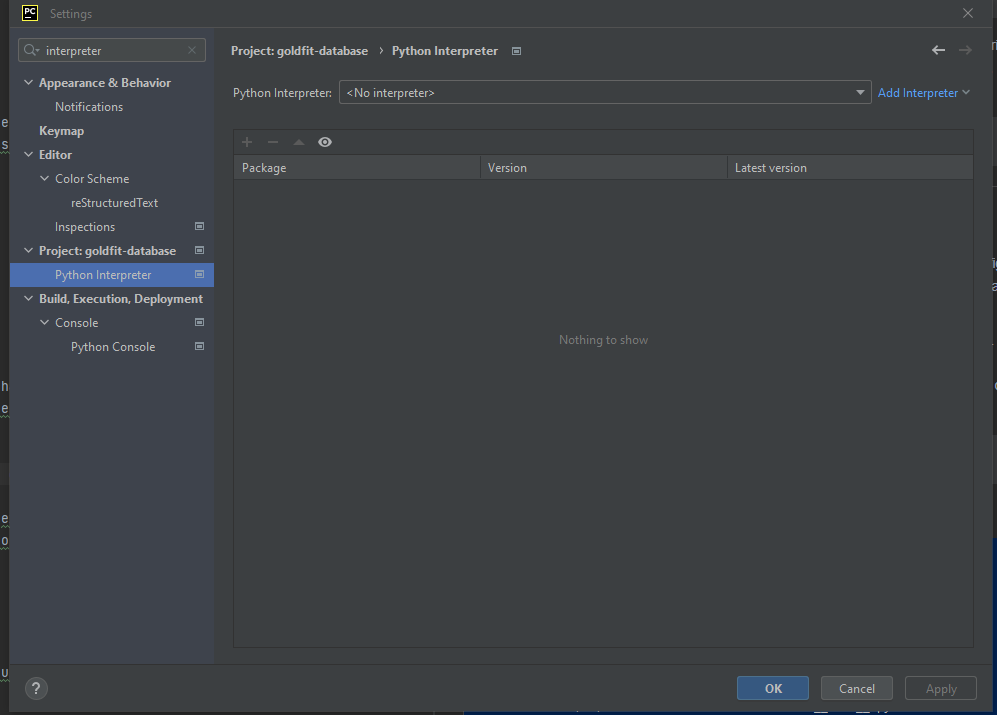 PC Settings
interpreter
Appearance & Behavior
Notifications
Keymap
Editor
Color Scheme
reStructuredText
Inspections
Project: goldfit-database
Python Interpreter
Build, Execution, Deployment
Console
Python Console
Project: goldfit-database › Python Interpreter
Python Interpreter: <No interpreter> Add Interpreter
Package Version Latest version
Nothing to show
? OK Cancel Apply